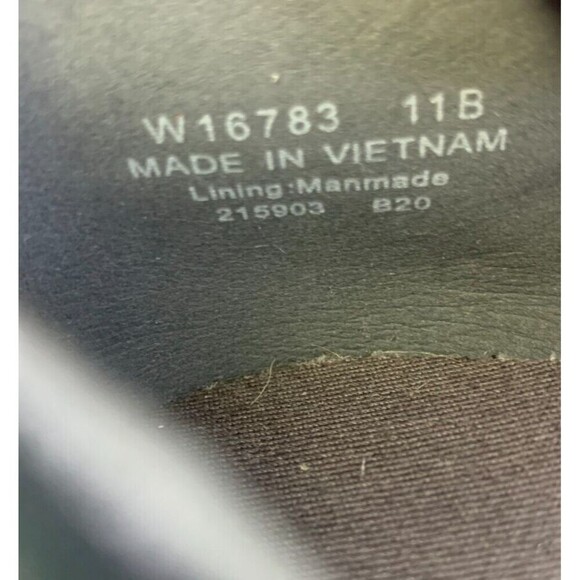 W16783 11B
MADE IN VIETNAM
Lining:Manmade
215903 B20